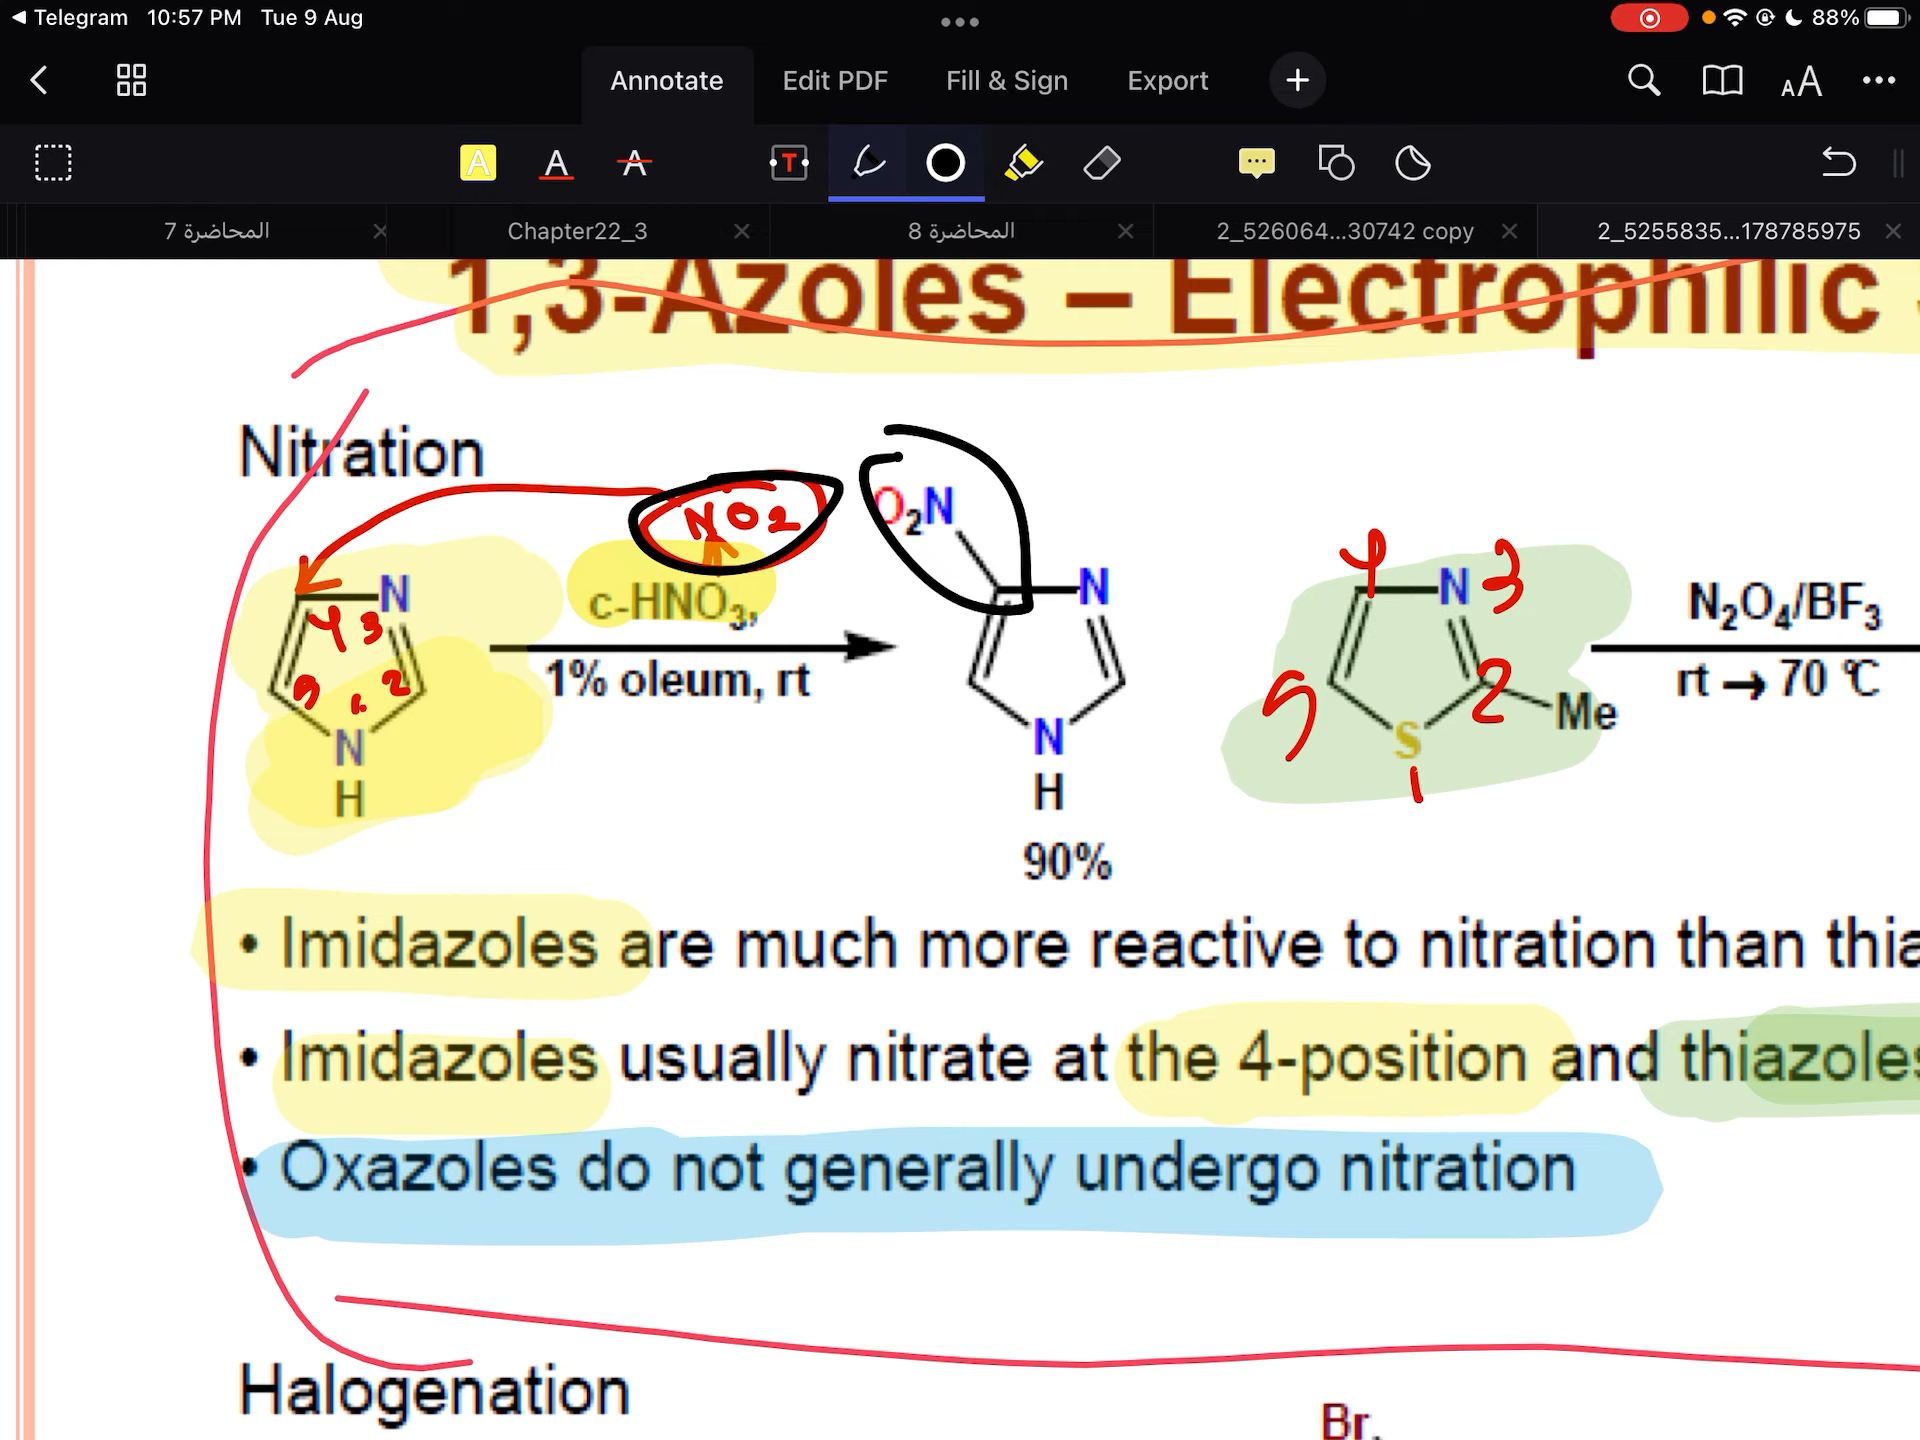 Telegram 10:57 PM Tue 9 Aug 88%
Annotate Edit PDF Fill & Sign Export
A A A T AA
المحاضرة 7 Chapter22_3 المحاضرة 8 2_526064...30742 copy 2_5255835...178785975
1,3-Azoles – Electrophilic
Nitration
NO2
O2N
4 N 3
N
4 3
c-HNO3,
N
N2O4/BF3
5 2
1% oleum, rt
5 2
Me
rt → 70 °C
1
N
H
N
H
S
1
90%
• Imidazoles are much more reactive to nitration than thia
• Imidazoles usually nitrate at the 4-position and thiazoles
• Oxazoles do not generally undergo nitration
Halogenation
Br